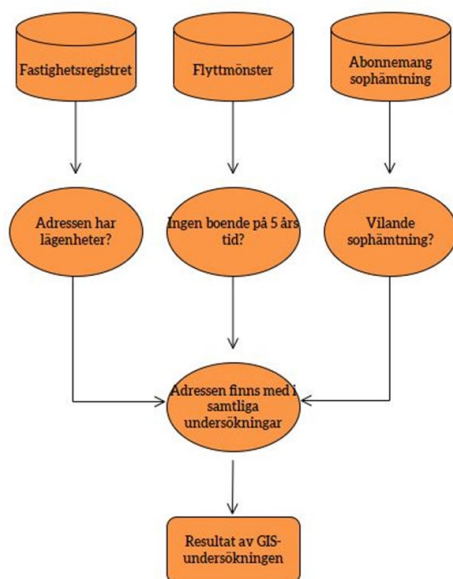 Fastighetsregistret
Flyttmönster
Abonnemang
sophämtning
Adressen har
lägenheter?
Ingen boende på 5 års
tid?
Vilande
sophämtning?
Adressen finns med i
samtliga
undersökningar
Resultat av GIS-
undersökningen